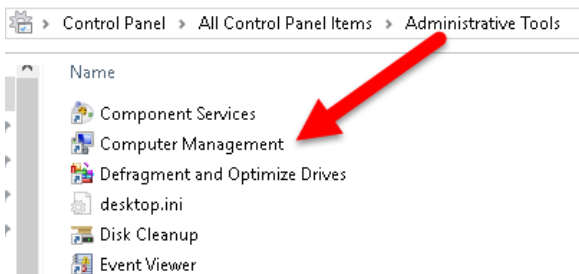 Control Panel > All Control Panel Items > Administrative Tools
Name
Component Services
Computer Management
Defragment and Optimize Drives
desktop.ini
Disk Cleanup
Event Viewer